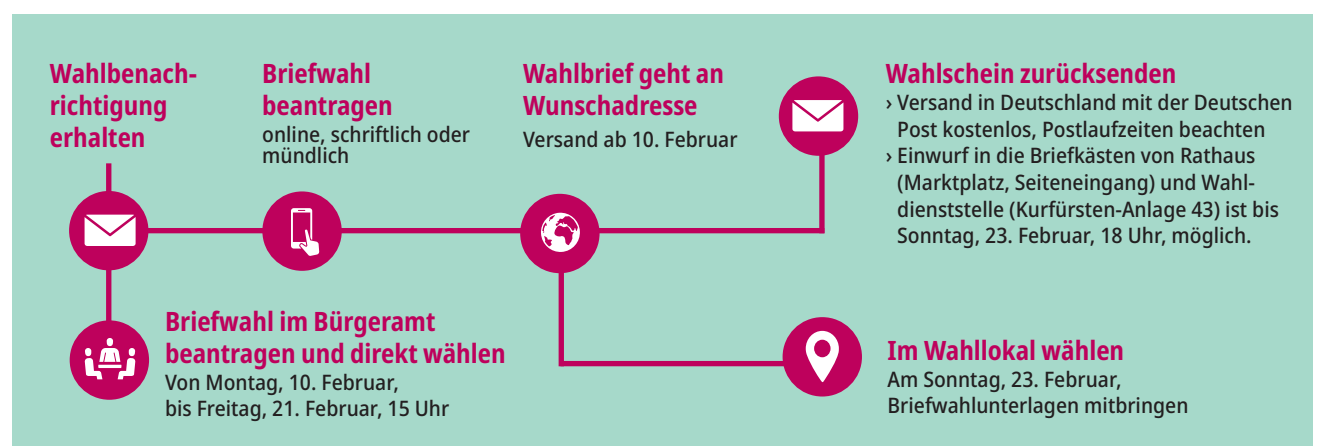 Wahlbenach-
richtigung
erhalten
Briefwahl
beantragen
online, schriftlich oder
mündlich
Wahlbrief geht an
Wunschadresse
Versand ab 10. Februar
Wahlschein zurücksenden
› Versand in Deutschland mit der Deutschen
Post kostenlos, Postlaufzeiten beachten
› Einwurf in die Briefkästen von Rathaus
(Marktplatz, Seiteneingang) und Wahl-
dienststelle (Kurfürsten-Anlage 43) ist bis
Sonntag, 23. Februar, 18 Uhr, möglich.
Briefwahl im Bürgeramt
beantragen und direkt wählen
Von Montag, 10. Februar,
bis Freitag, 21. Februar, 15 Uhr
Im Wahllokal wählen
Am Sonntag, 23. Februar,
Briefwahlunterlagen mitbringen